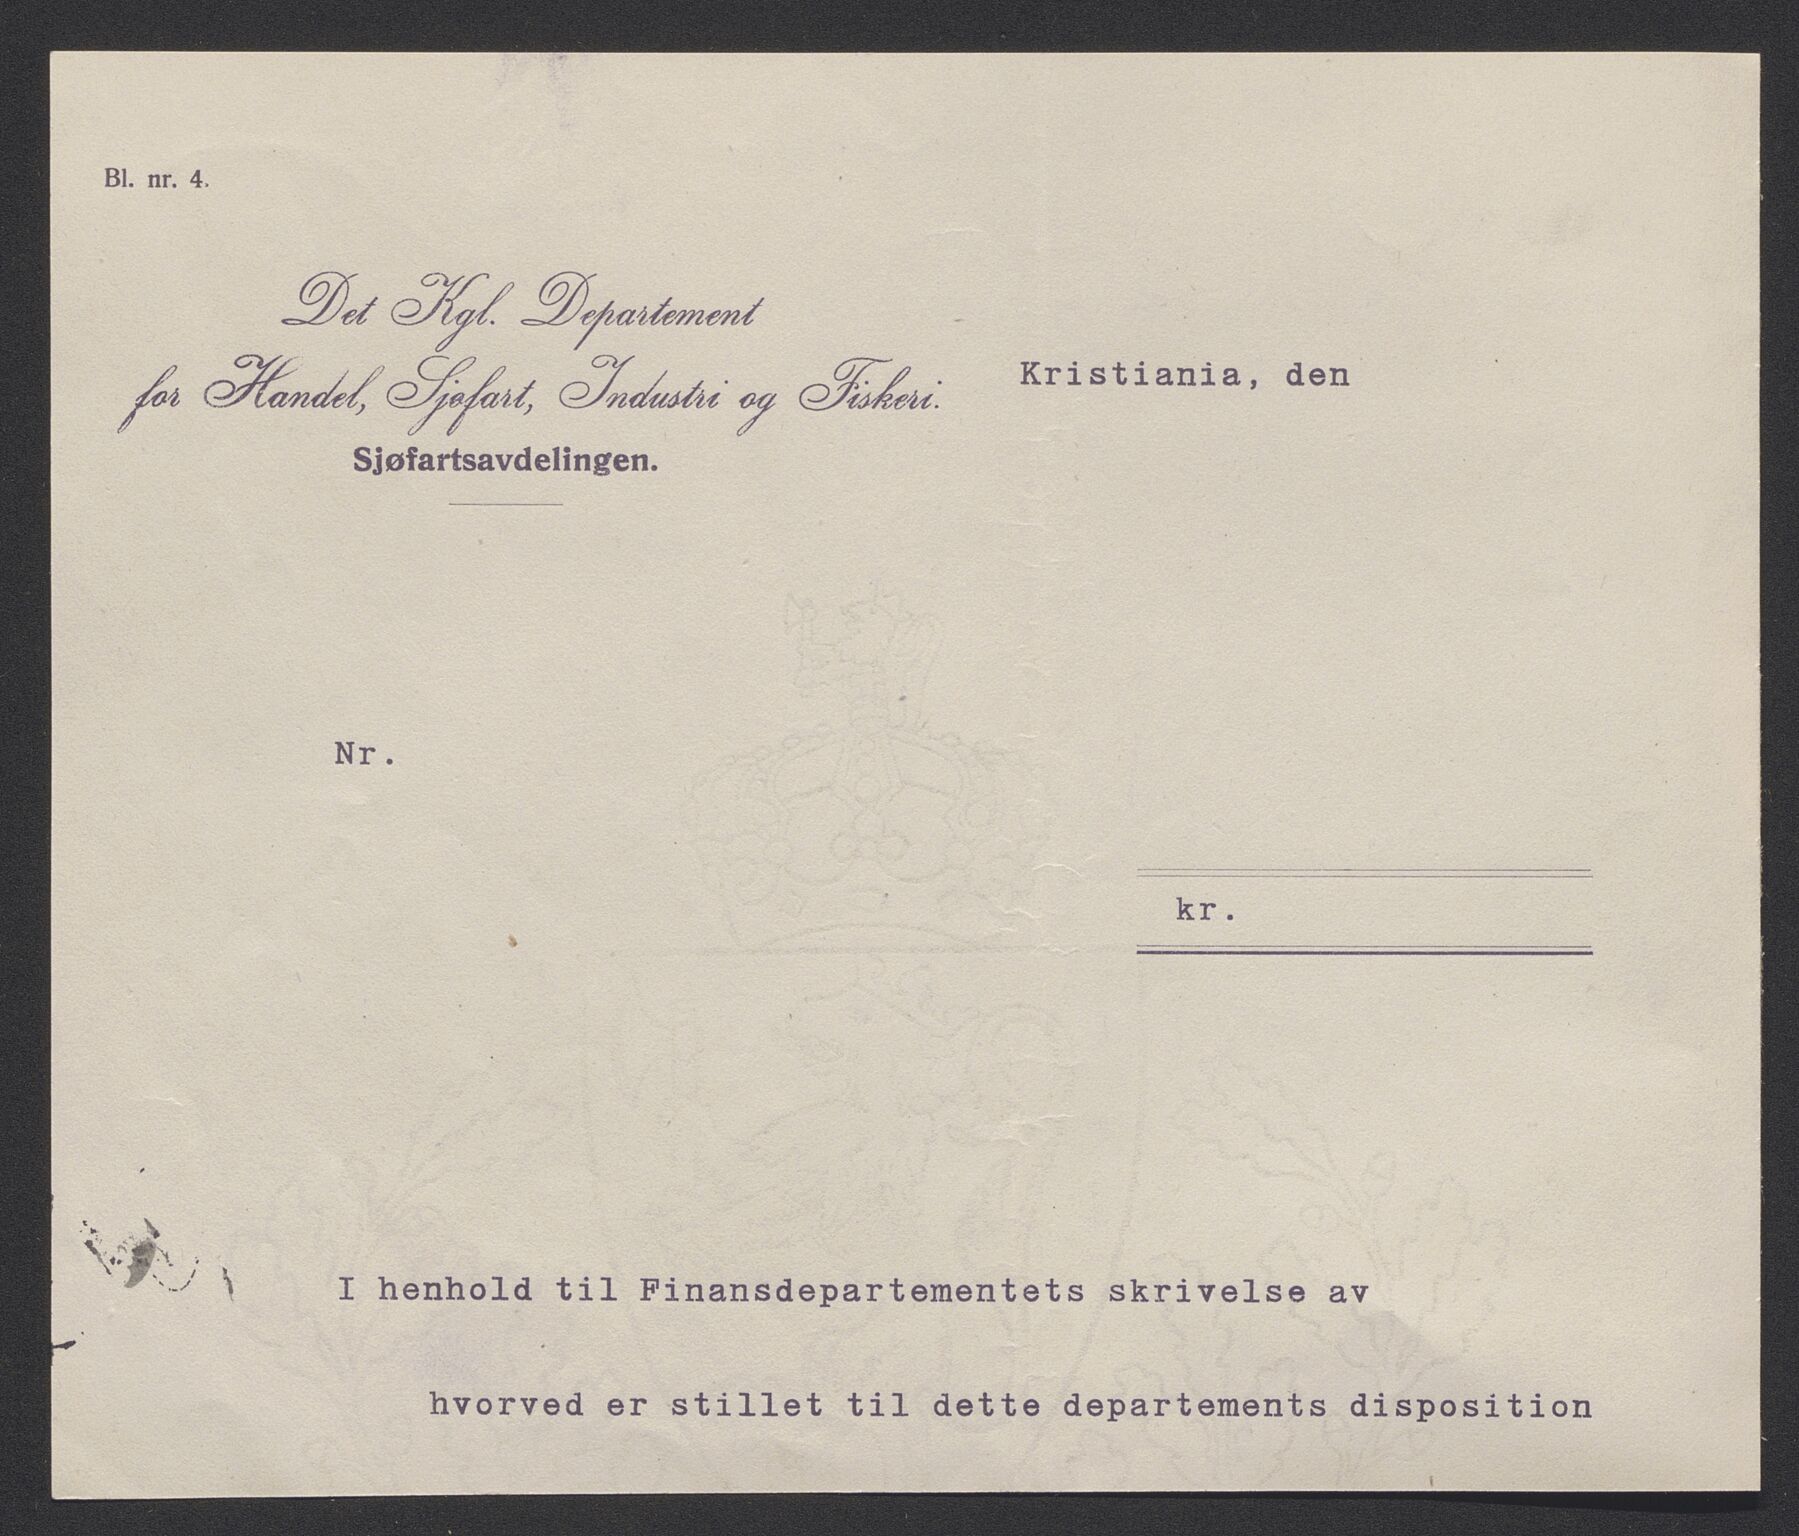 Bl. nr. 4.
Det Kgl. Departement
for Handel, Sjøfart, Industri og Fiskeri.
Sjøfartsavdelingen.
Kristiania, den
Nr.
kr.
I henhold til Finansdepartementets skrivelse av
hvorved er stillet til dette departements disposition